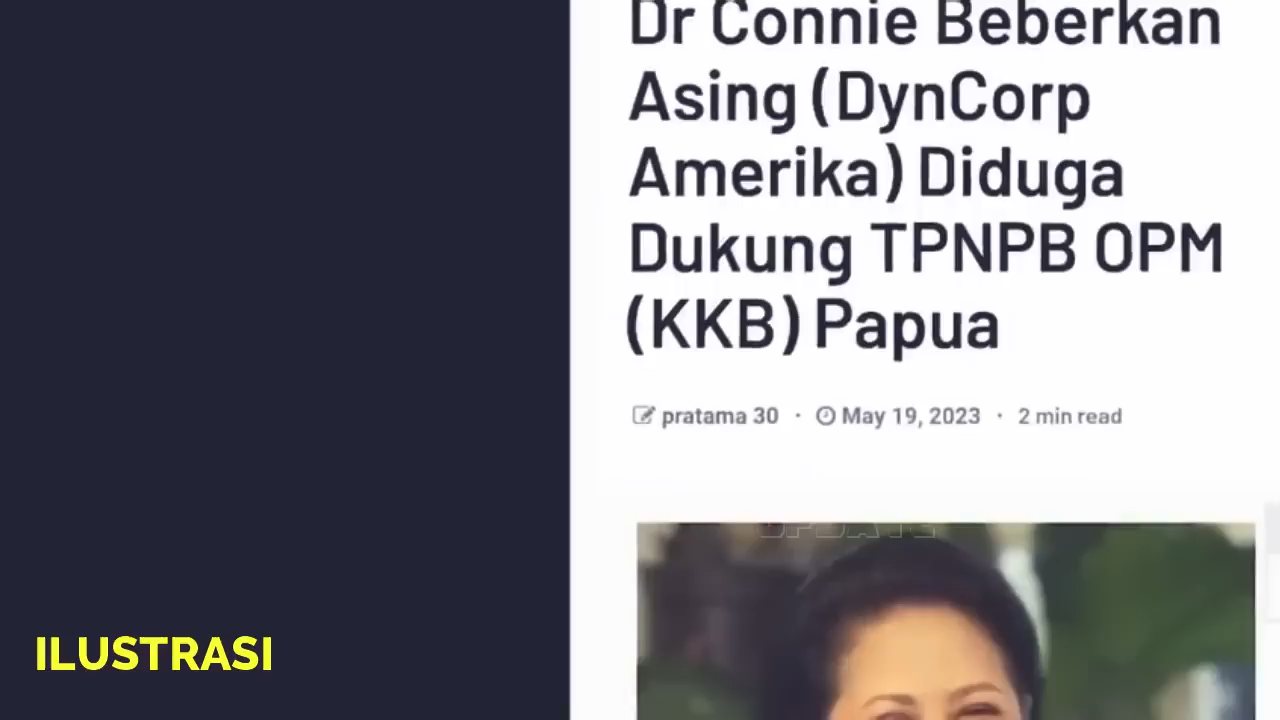 Dr Connie Beberkan
Asing (DynCorp
Amerika) Diduga
Dukung TPNPB OPM
(KKB) Papua
pratama 30 · May 19, 2023 · 2 min read
UPDATE
ILUSTRASI